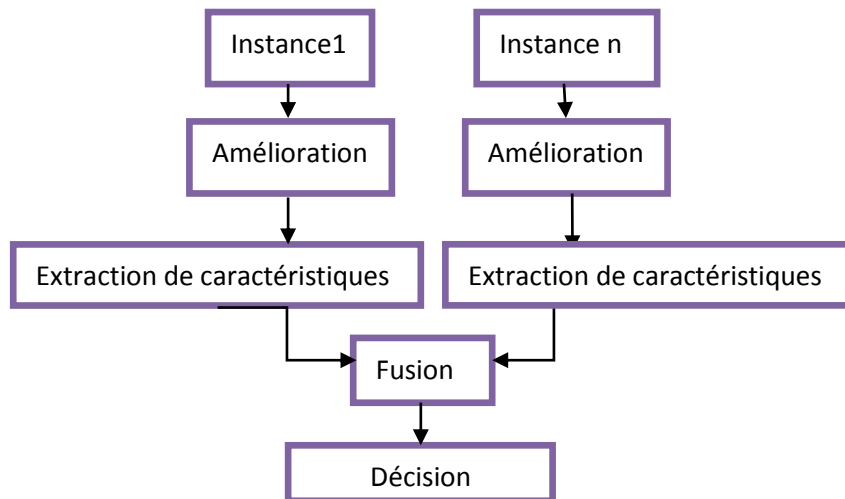 Instance1
Instance n
Amélioration
Amélioration
Extraction de caractéristiques
Extraction de caractéristiques
Fusion
Décision